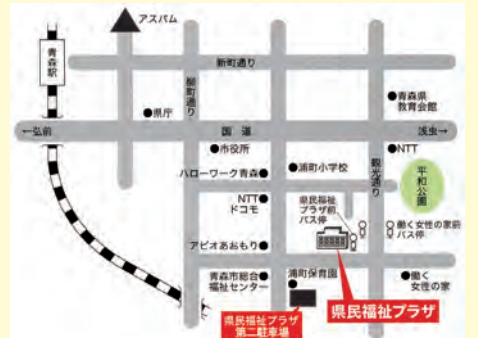 アスパム
青森駅
新町通り
柳町通り
●県庁
●青森県
教育会館
←弘前
国道
浅虫→
●市役所
●NTT
ハローワーク青森●
●浦町小学校
観光通り
平和公園
NTT
ドコモ
県民福祉
プラザ前
バス停
働く女性の家前
バス停
アピオあおもり●
青森市総合
福祉センター
浦町保育園
●働く
女性の家
県民福祉プラザ
県民福祉プラザ
第二駐車場